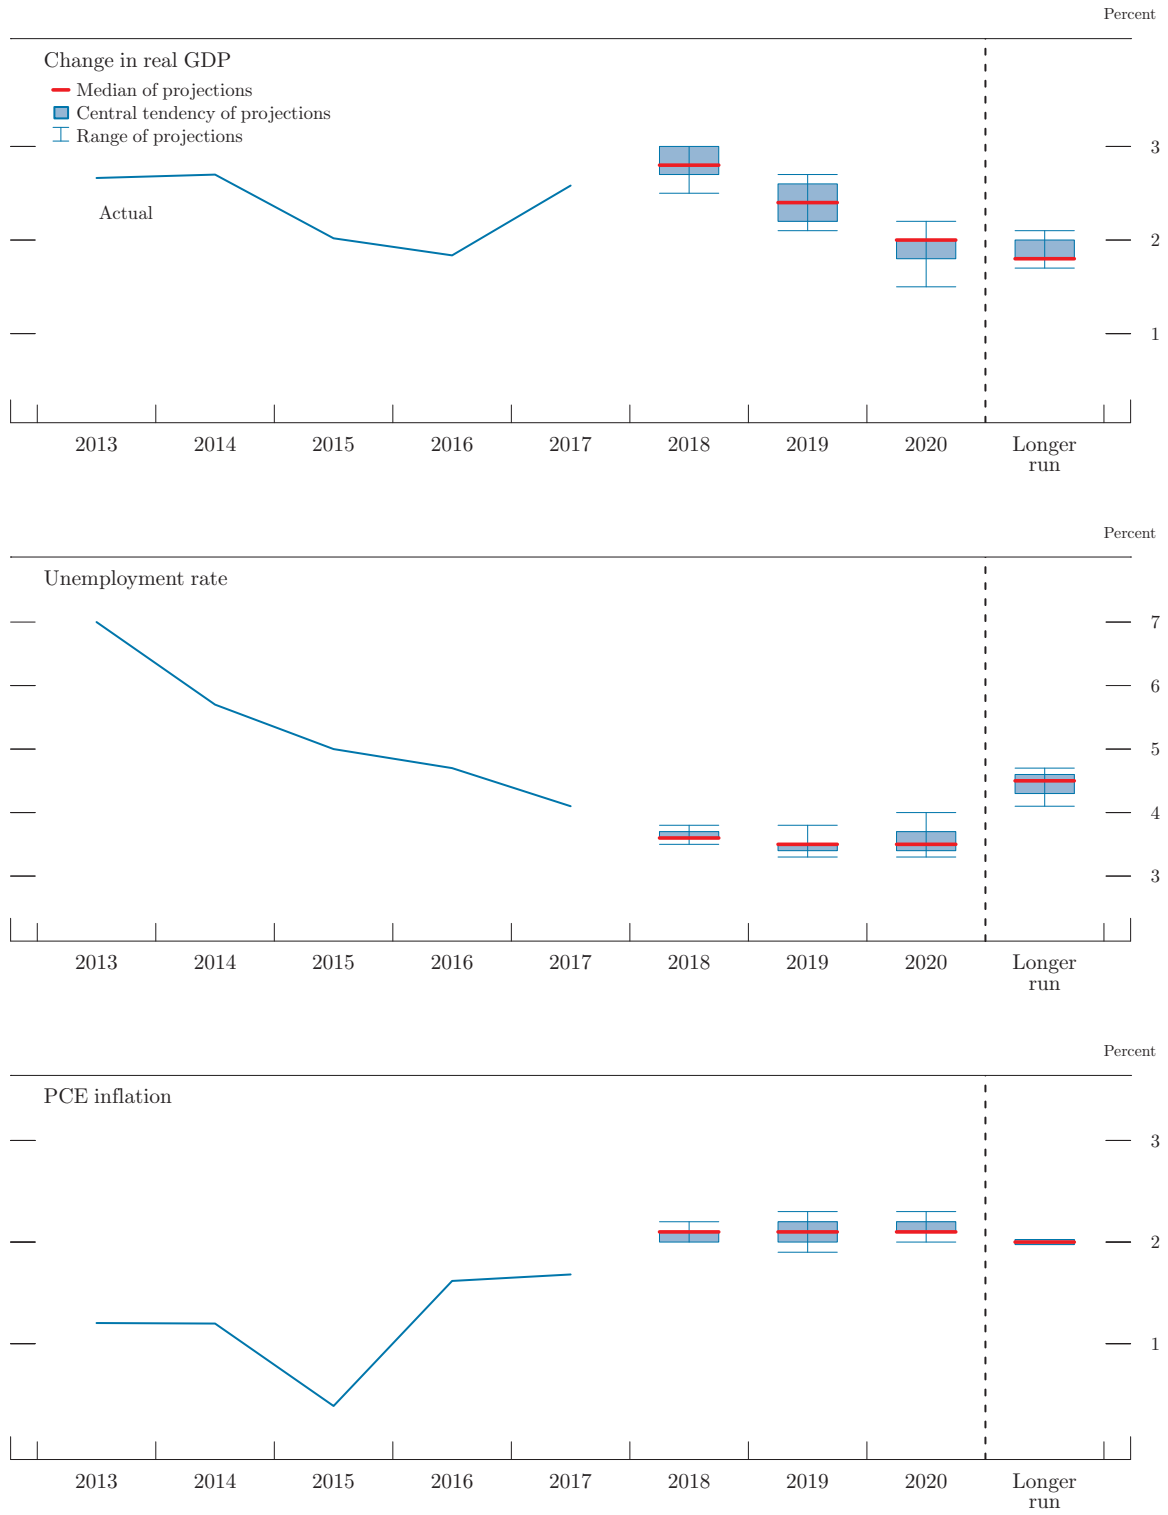 Percent
Change in real GDP
Median of projections
Central tendency of projections
Range of projections
Actual
3
2
1
2013 2014 2015 2016 2017 2018 2019 2020 Longer
run
Percent
Unemployment rate
7
6
5
4
3
2013 2014 2015 2016 2017 2018 2019 2020 Longer
run
Percent
PCE inflation
3
2
1
2013 2014 2015 2016 2017 2018 2019 2020 Longer
run